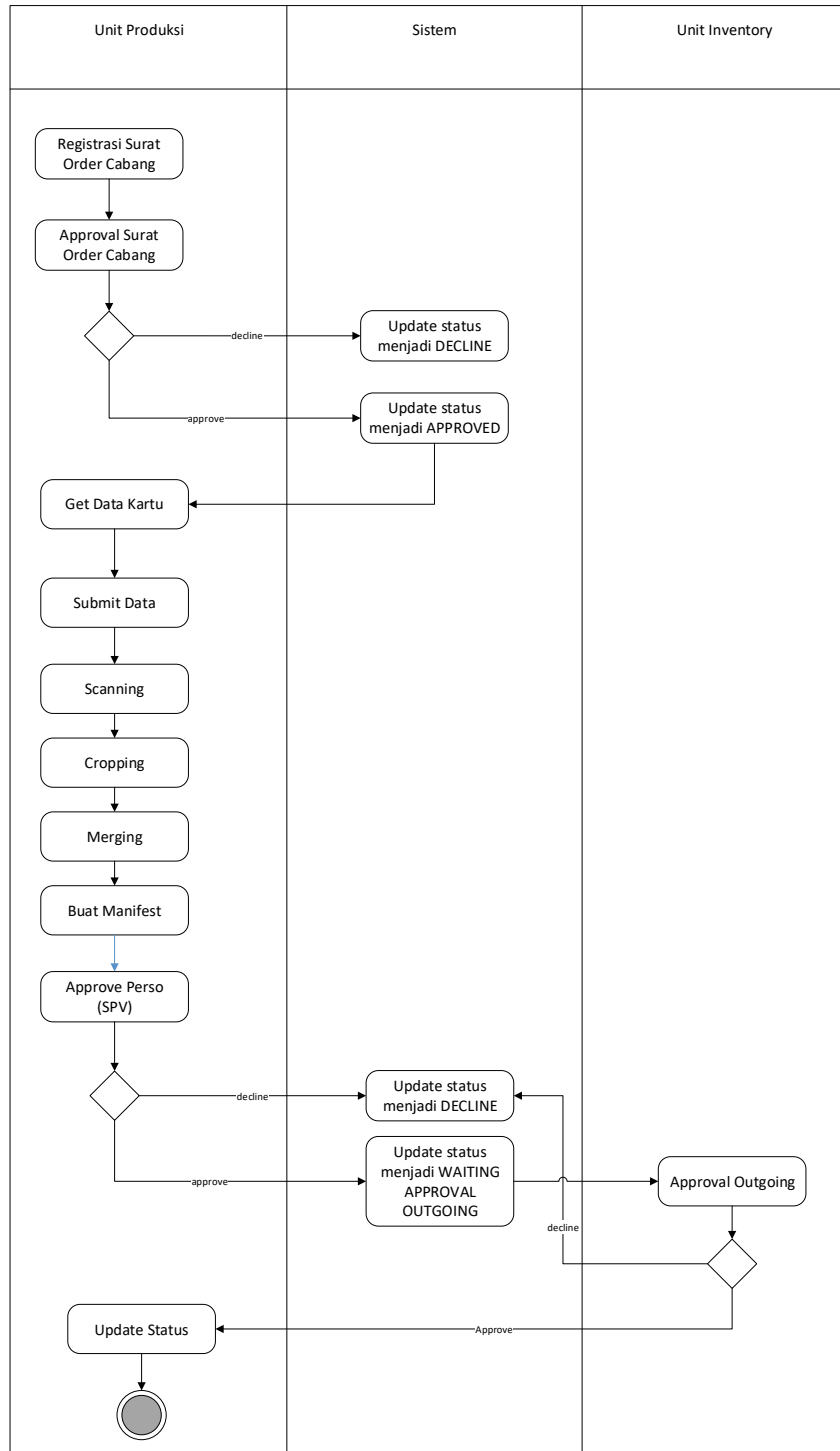 Unit Produksi
Sistem
Unit Inventory
Registrasi Surat
Order Cabang
Approval Surat
Order Cabang
decline
Update status
menjadi DECLINE
approve
Update status
menjadi APPROVED
Get Data Kartu
Submit Data
Scanning
Cropping
Merging
Buat Manifest
Approve Perso
(SPV)
decline
Update status
menjadi DECLINE
approve
Update status
menjadi WAITING
APPROVAL
OUTGOING
Approval Outgoing
decline
Update Status
Approve